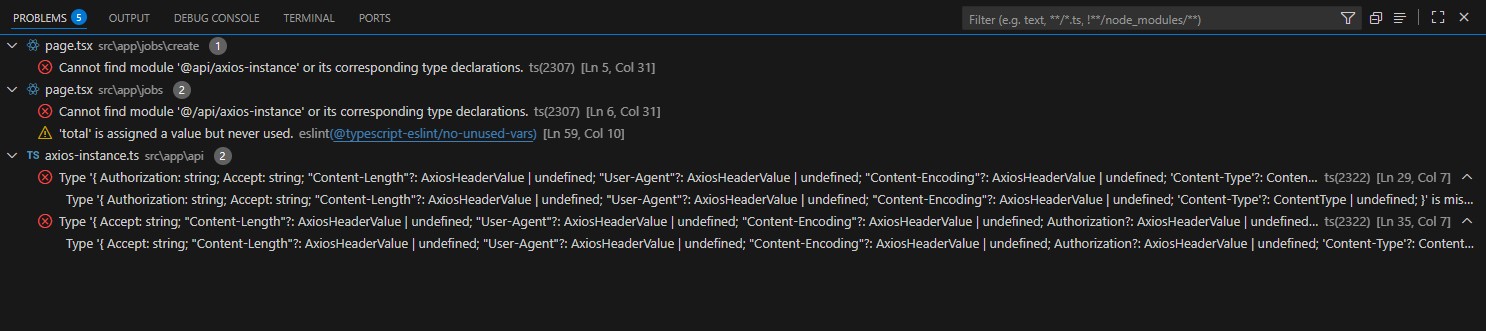 PROBLEMS 5 OUTPUT DEBUG CONSOLE TERMINAL PORTS Filter (e.g. text, **/*.ts, !**/node_modules/**)
page.tsx src\app\jobs\create 1
Cannot find module '@api/axios-instance' or its corresponding type declarations. ts(2307) [Ln 5, Col 31]
page.tsx src\app\jobs 2
Cannot find module '@/api/axios-instance' or its corresponding type declarations. ts(2307) [Ln 6, Col 31]
'total' is assigned a value but never used. eslint(@typescript-eslint/no-unused-vars) [Ln 59, Col 10]
TS axios-instance.ts src\app\api 2
Type '{ Authorization: string; Accept: string; "Content-Length"?: AxiosHeaderValue | undefined; "User-Agent"?: AxiosHeaderValue | undefined; "Content-Encoding"?: AxiosHeaderValue | undefined; 'Content-Type'?: Conten... ts(2322) [Ln 29, Col 7]
Type '{ Authorization: string; Accept: string; "Content-Length"?: AxiosHeaderValue | undefined; "User-Agent"?: AxiosHeaderValue | undefined; "Content-Encoding"?: AxiosHeaderValue | undefined; 'Content-Type'?: ContentType | undefined; }' is mis...
Type '{ Accept: string; "Content-Length"?: AxiosHeaderValue | undefined; "User-Agent"?: AxiosHeaderValue | undefined; "Content-Encoding"?: AxiosHeaderValue | undefined; Authorization?: AxiosHeaderValue | undefined... ts(2322) [Ln 35, Col 7]
Type '{ Accept: string; "Content-Length"?: AxiosHeaderValue | undefined; "User-Agent"?: AxiosHeaderValue | undefined; "Content-Encoding"?: AxiosHeaderValue | undefined; Authorization?: AxiosHeaderValue | undefined; 'Content-Type'?: Content...